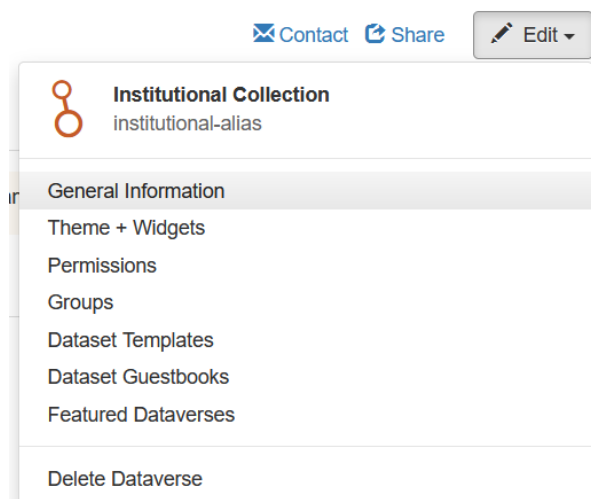 Contact Share Edit
Institutional Collection
institutional-alias
General Information
Theme + Widgets
Permissions
Groups
Dataset Templates
Dataset Guestbooks
Featured Dataverses
Delete Dataverse